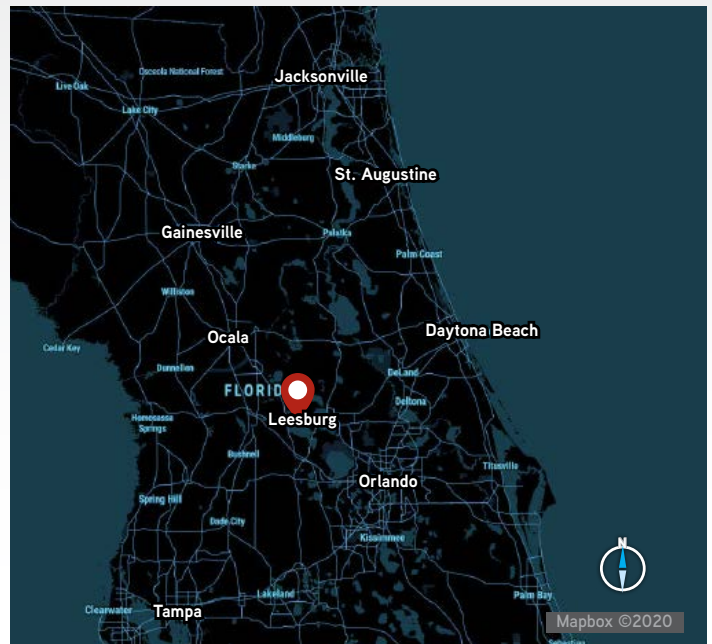 Jacksonville
Osceola National Forest
Live Oak
Lake City
Middleburg
Starke
St. Augustine
Gainesville
Palatka
Palm Coast
Williston
Daytona Beach
Ocala
Cedar Key
Dunnellon
DeLand
FLORID
Deltona
Leesburg
Homosassa
Springs
Bushnell
Titusville
Orlando
Spring Hill
Dade City
Kissimmee
N
Lakeland
Palm Bay
Clearwater
Tampa
Mapbox ©2020
Sebastian